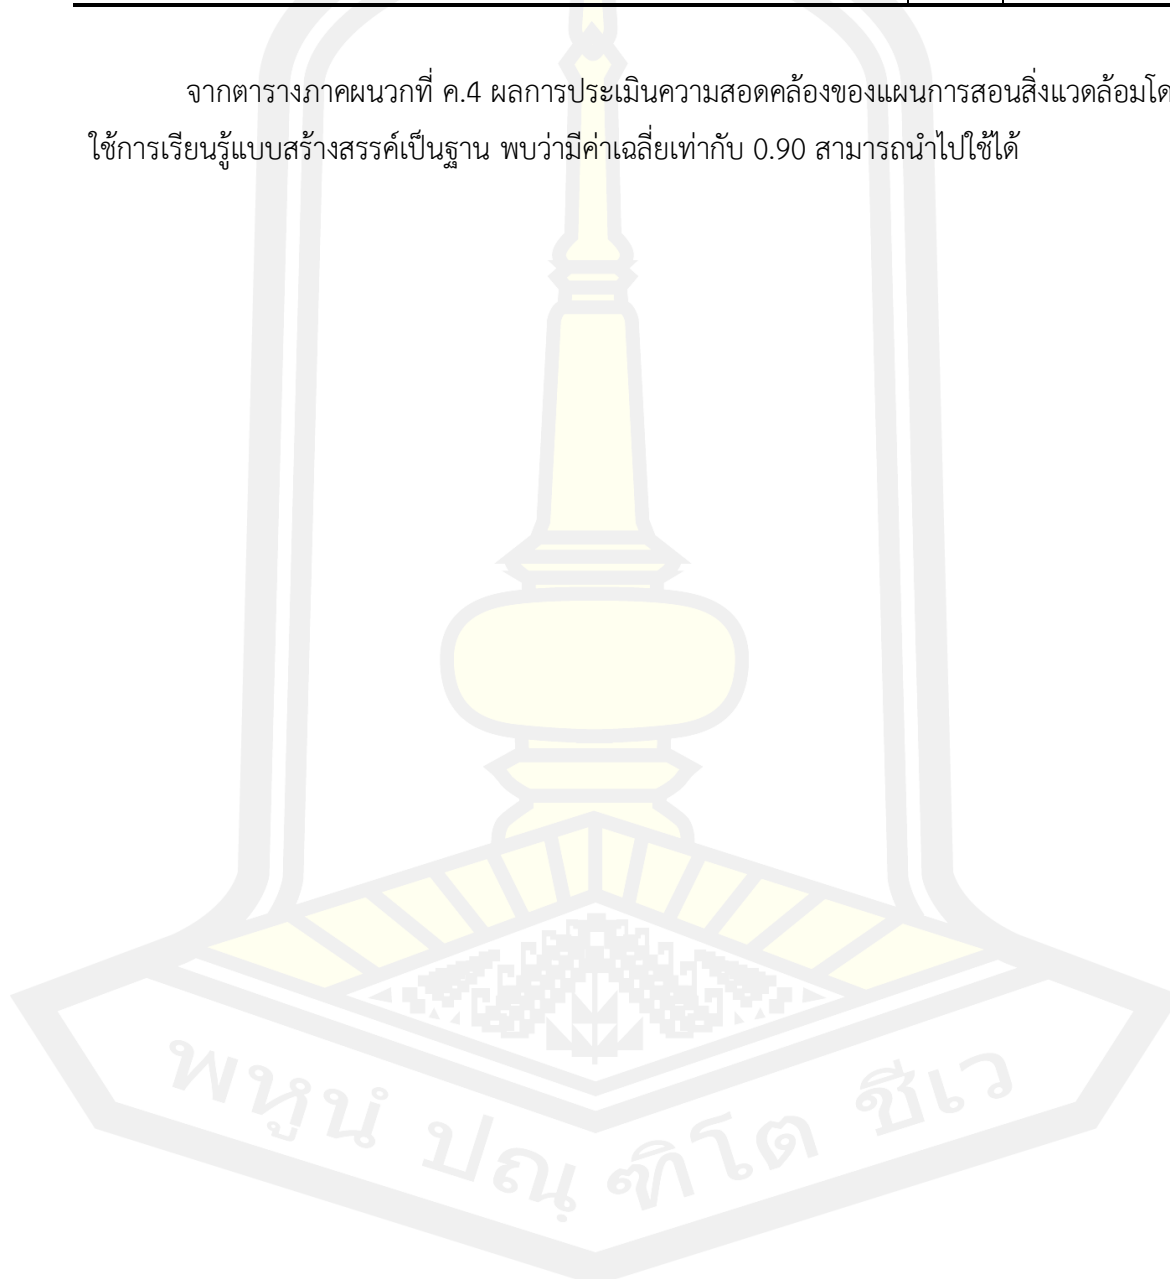 จากตารางภาคผนวกที่ ค.4 ผลการประเมินความสอดคล้องของแผนการสอนสิ่งแวดล้อมโด
ใช้การเรียนรู้แบบสร้างสรรค์เป็นฐาน พบว่ามีค่าเฉลี่ยเท่ากับ 0.90 สามารถนำไปใช้ได้
พหูนํ ปณฺ ฑิโต ชีเว